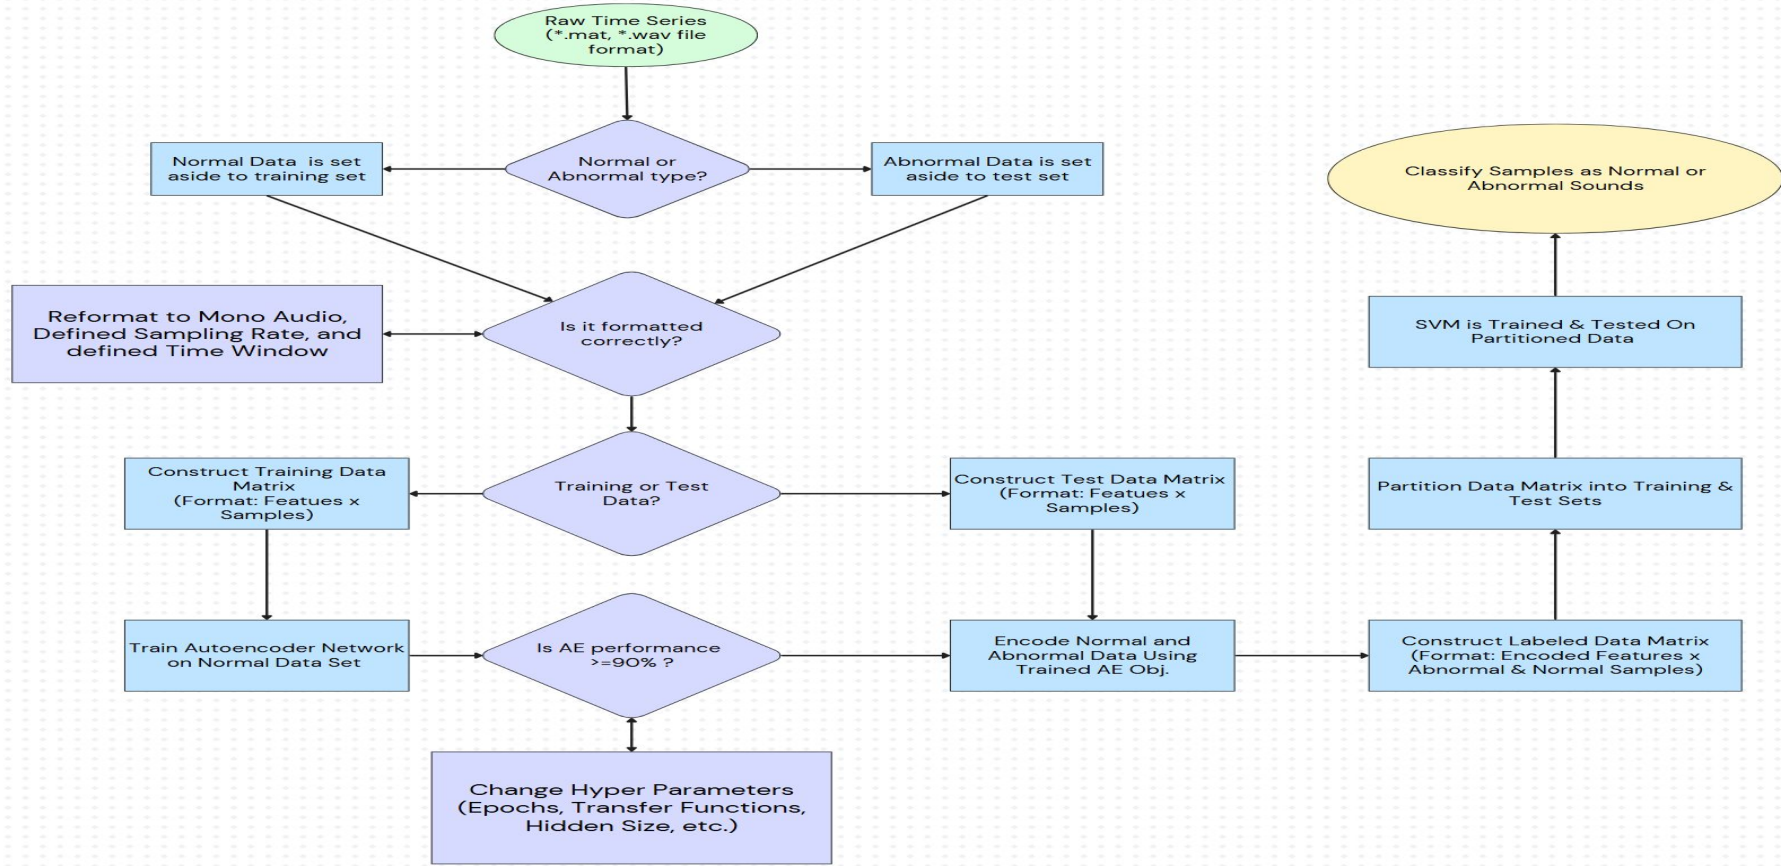 Raw Time Series
(*.mat, *.wav file
format)
Normal Data is set
aside to training set
Normal or
Abnormal type?
Abnormal Data is set
aside to test set
Classify Samples as Normal or
Abnormal Sounds
Reformat to Mono Audio,
Defined Sampling Rate, and
defined Time Window
Is it formatted
correctly?
SVM is Trained & Tested On
Partitioned Data
Construct Training Data
Matrix
(Format: Featues x
Samples)
Training or Test
Data?
Construct Test Data Matrix
(Format: Featues x
Samples)
Partition Data Matrix into Training &
Test Sets
Train Autoencoder Network
on Normal Data Set
Is AE performance
>=90% ?
Encode Normal and
Abnormal Data Using
Trained AE Obj.
Construct Labeled Data Matrix
(Format: Encoded Features x
Abnormal & Normal Samples)
Change Hyper Parameters
(Epochs, Transfer Functions,
Hidden Size, etc.)